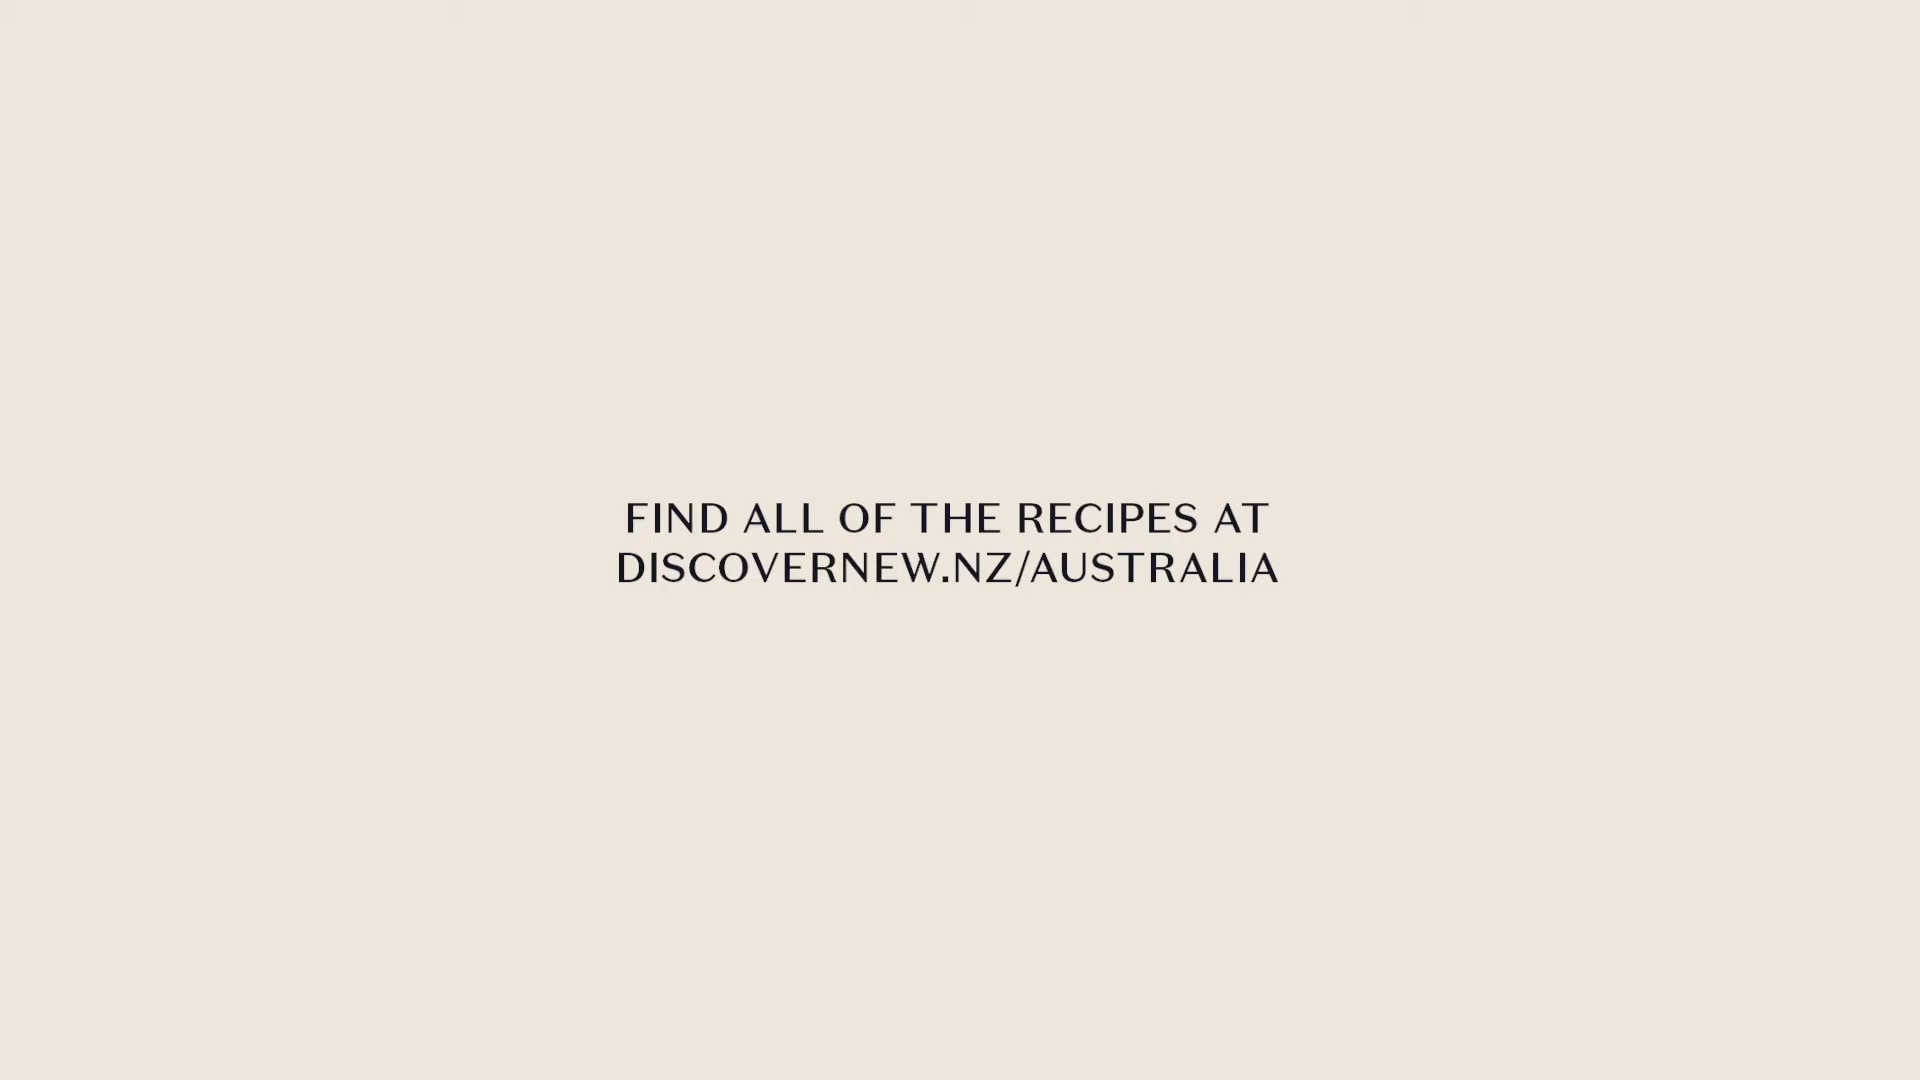 FIND ALL OF THE RECIPES AT
DISCOVERNEW.NZ/AUSTRALIA